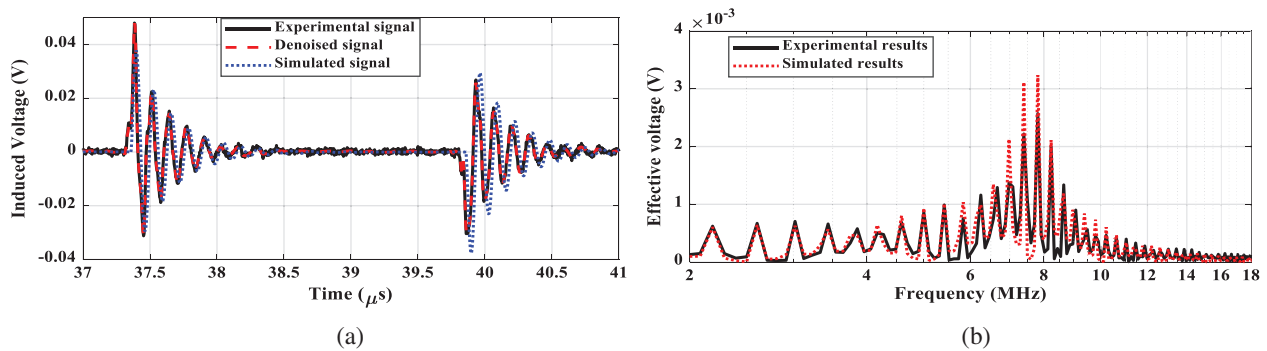 Experimental signal
Denoised signal
Simulated signal
Induced Voltage (V)
0.04
0.02
0
-0.02
-0.04
37 37.5 38 38.5 39 39.5 40 40.5 41
Time (μs)
(a)
×10⁻³
Experimental results
Simulated results
Effective voltage (V)
4
3
2
1
0
2 4 6 8 10 12 14 16 18
Frequency (MHz)
(b)